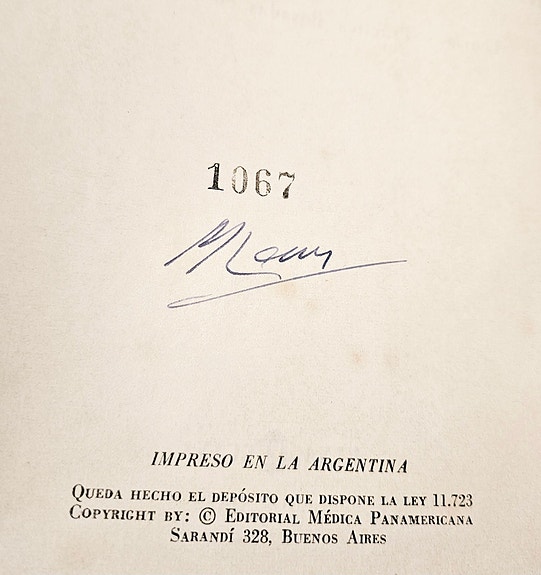 1067
IMPRESO EN LA ARGENTINA
QUEDA HECHO EL DEPÓSITO QUE DISPONE LA LEY 11.723
COPYRIGHT BY: © EDITORIAL MÉDICA PANAMERICANA
SARANDÍ 328, BUENOS AIRES